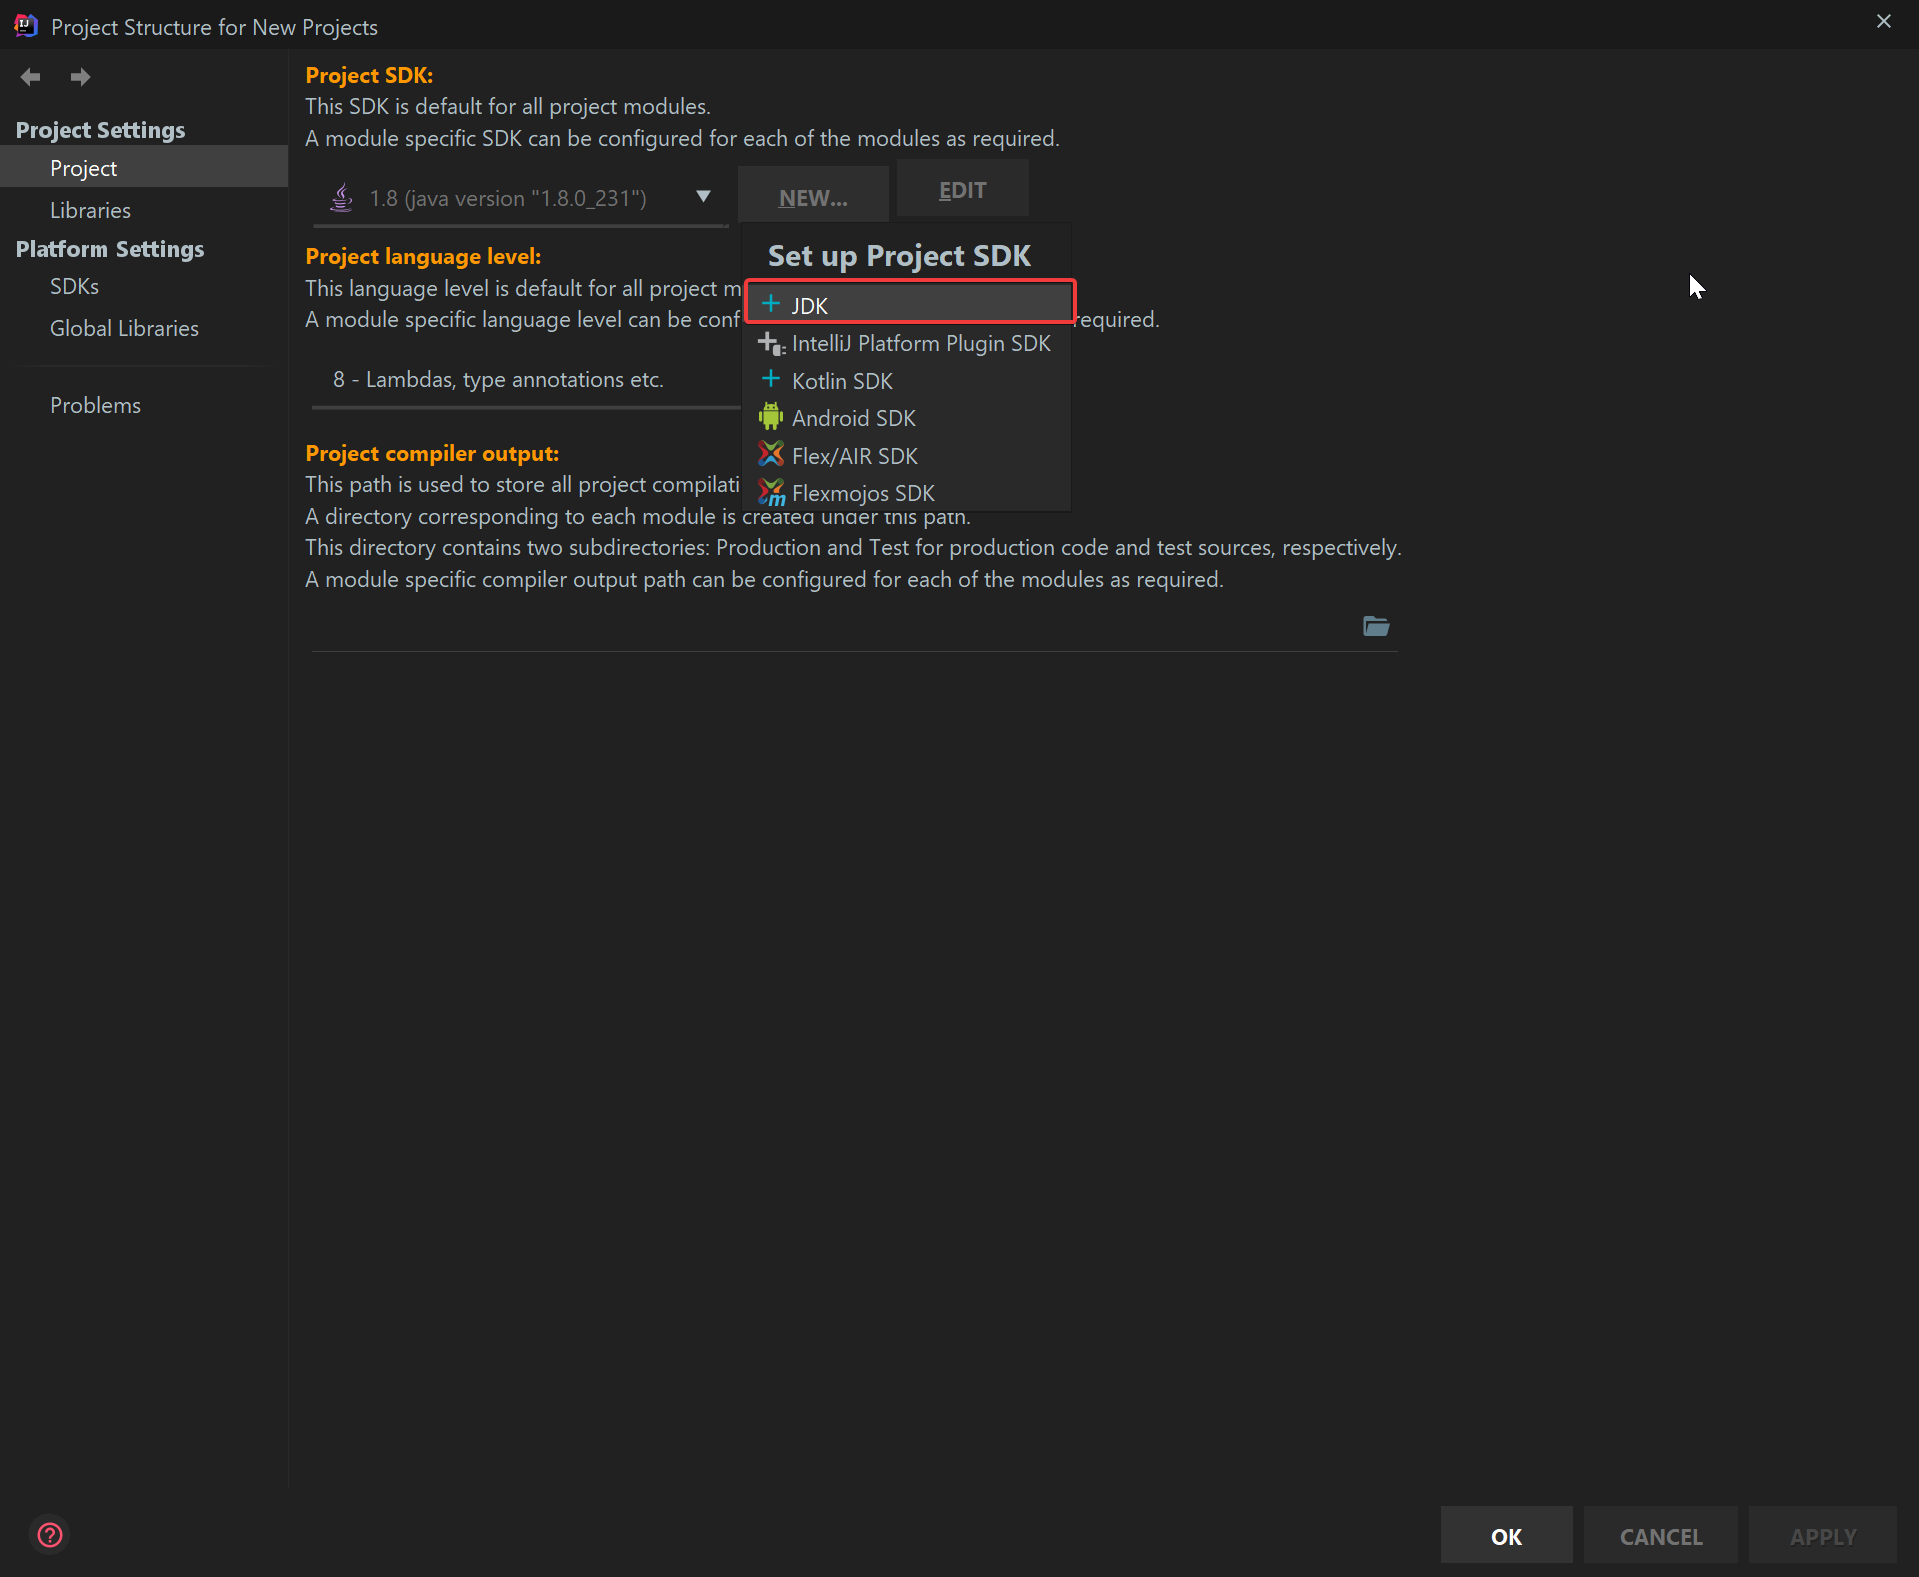 Project Structure for New Projects
Project Settings
Project
Libraries
Platform Settings
SDKs
Global Libraries
Problems
Project SDK:
This SDK is default for all project modules.
A module specific SDK can be configured for each of the modules as required.
1.8 (java version "1.8.0_231")
NEW...
EDIT
Set up Project SDK
JDK
IntelliJ Platform Plugin SDK
Kotlin SDK
Android SDK
Flex/AIR SDK
Flexmojos SDK
Project language level:
This language level is default for all project m
A module specific language level can be conf required.
8 - Lambdas, type annotations etc.
Project compiler output:
This path is used to store all project compilati
A directory corresponding to each module is created under this path.
This directory contains two subdirectories: Production and Test for production code and test sources, respectively.
A module specific compiler output path can be configured for each of the modules as required.
OK
CANCEL
APPLY